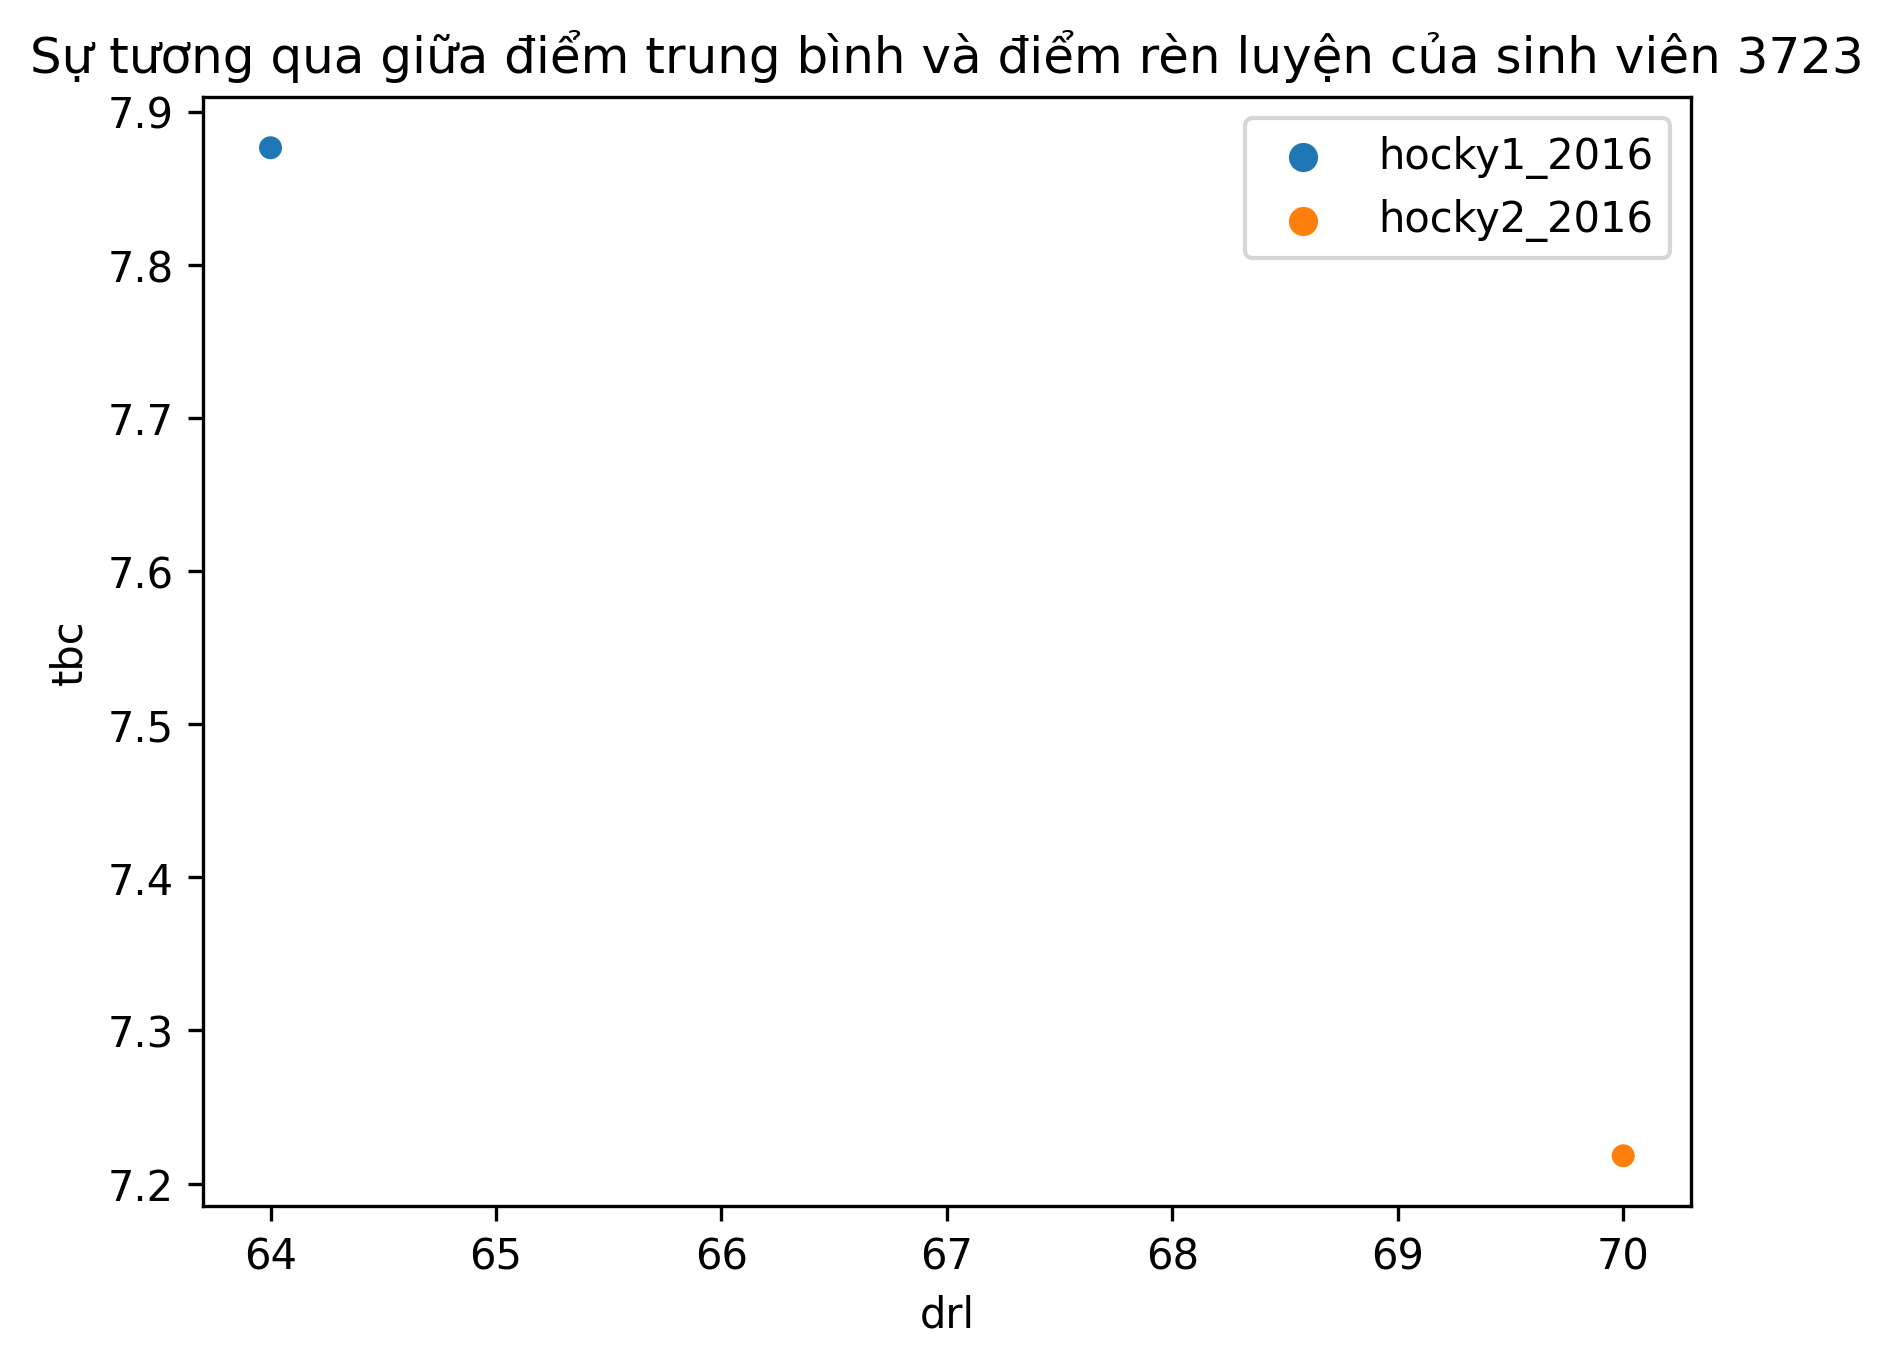 Sự tương qua giữa điểm trung bình và điểm rèn luyện của sinh viên 3723
hocky1_2016
hocky2_2016
7.9
7.8
7.7
7.6
7.5
7.4
7.3
7.2
tbc
64 65 66 67 68 69 70
drl